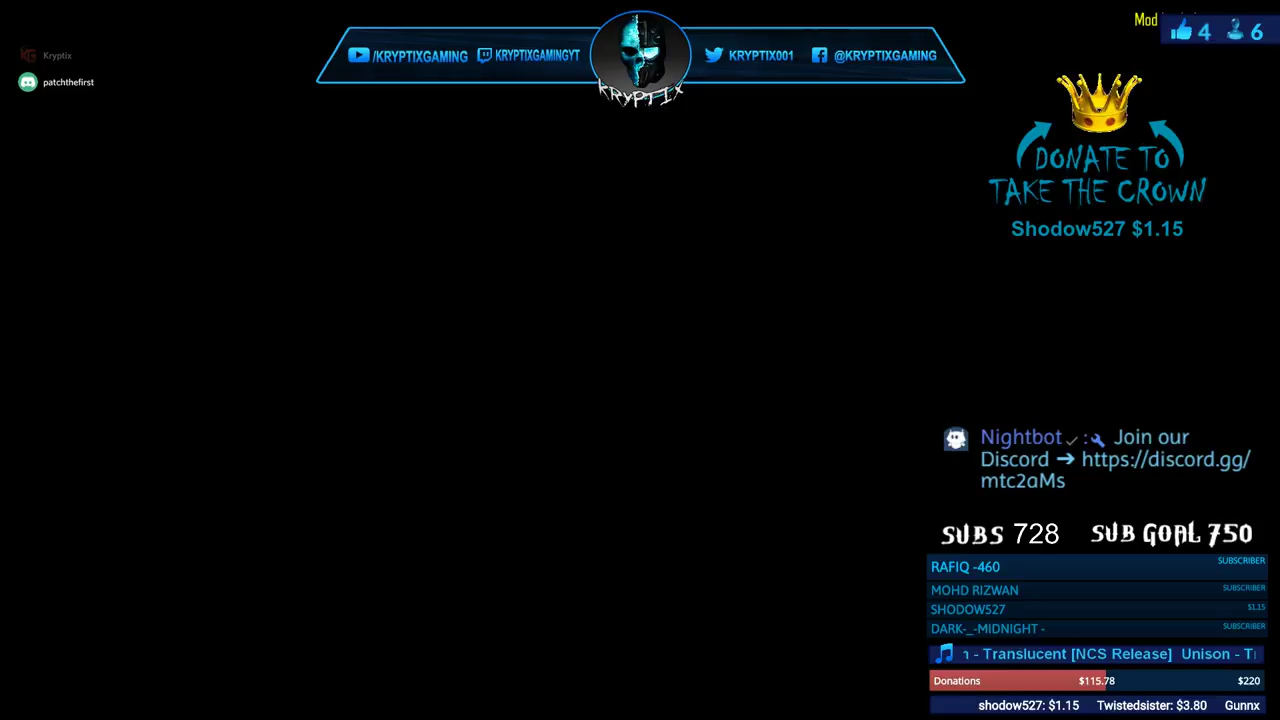 Kryptix
patchthefirst
/KRYPTIXGAMING
KRYPTIXGAMINGYT
KRYPTIX
KRYPTIX001
@KRYPTIXGAMING
Mod
4
6
DONATE TO
TAKE THE CROWN
Shodow527 $1.15
Nightbot Join our
Discord ➔ https://discord.gg/
mtc2aMs
SUBS 728 SUB GOAL 750
RAFIQ -460 SUBSCRIBER
MOHD RIZWAN SUBSCRIBER
SHODOW527 $1.15
DARK-_-MIDNIGHT - SUBSCRIBER
- Translucent [NCS Release] Unison - T
Donations $115.78 $220
shodow527: $1.15 Twistedsister: $3.80 Gunnx